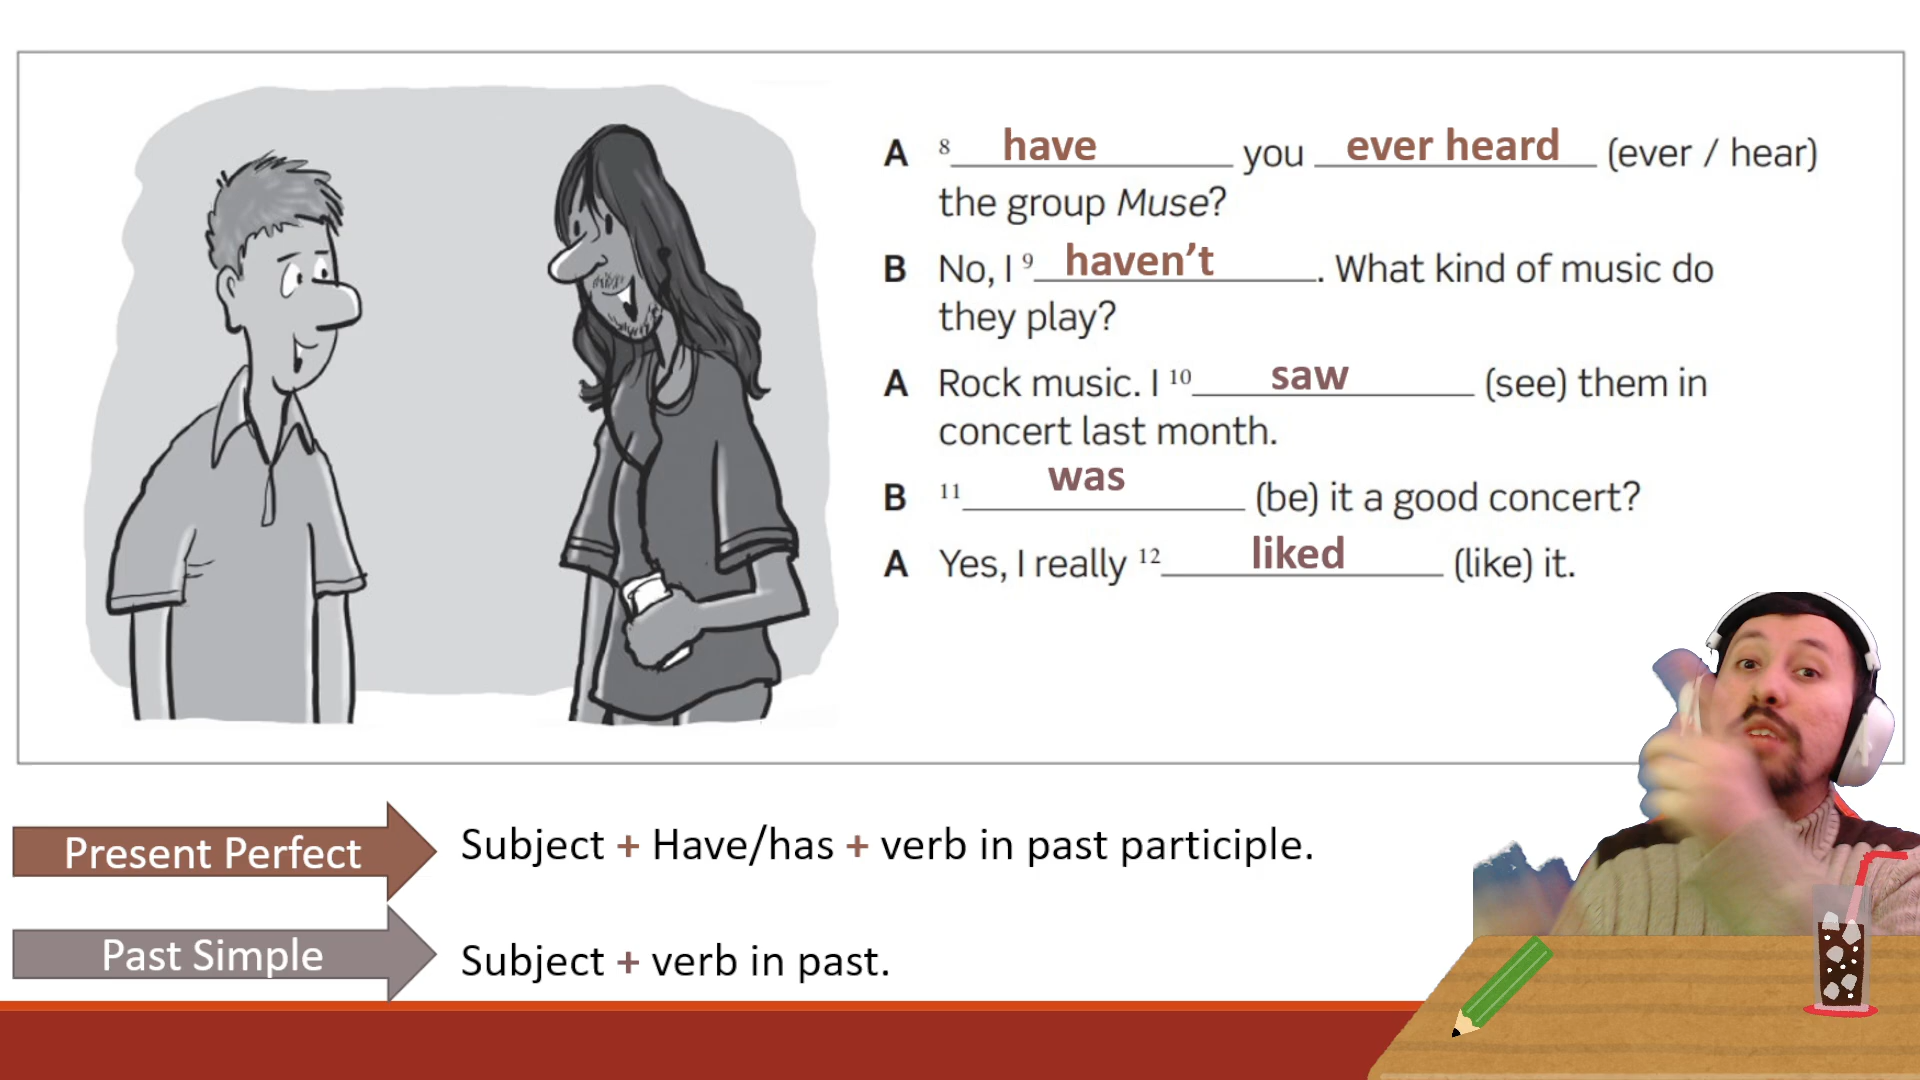 A 8 have you ever heard (ever / hear)
the group Muse?
B No, I 9 haven’t. What kind of music do
they play?
A Rock music. I 10 saw (see) them in
concert last month.
B 11 was (be) it a good concert?
A Yes, I really 12 liked (like) it.
Present Perfect Subject + Have/has + verb in past participle.
Past Simple Subject + verb in past.